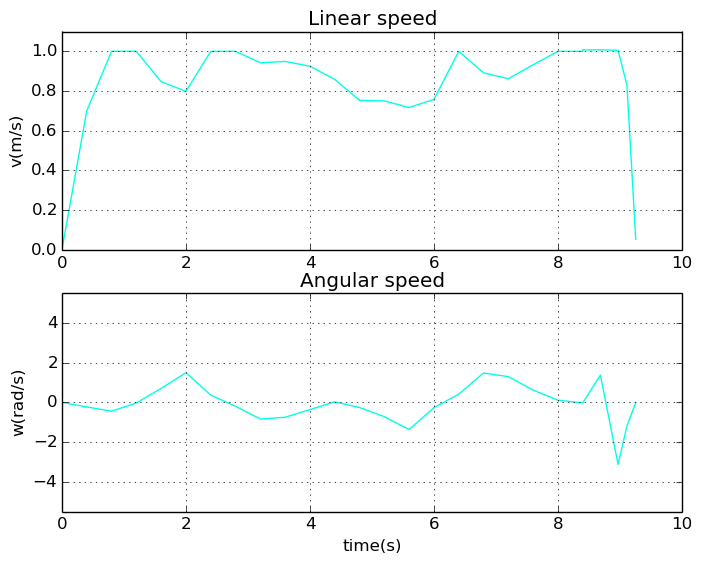 Linear speed
1.0
0.8
0.6
0.4
0.2
0.0
v(m/s)
0 2 4 6 8 10
Angular speed
4
2
0
−2
−4
w(rad/s)
0 2 4 6 8 10
time(s)